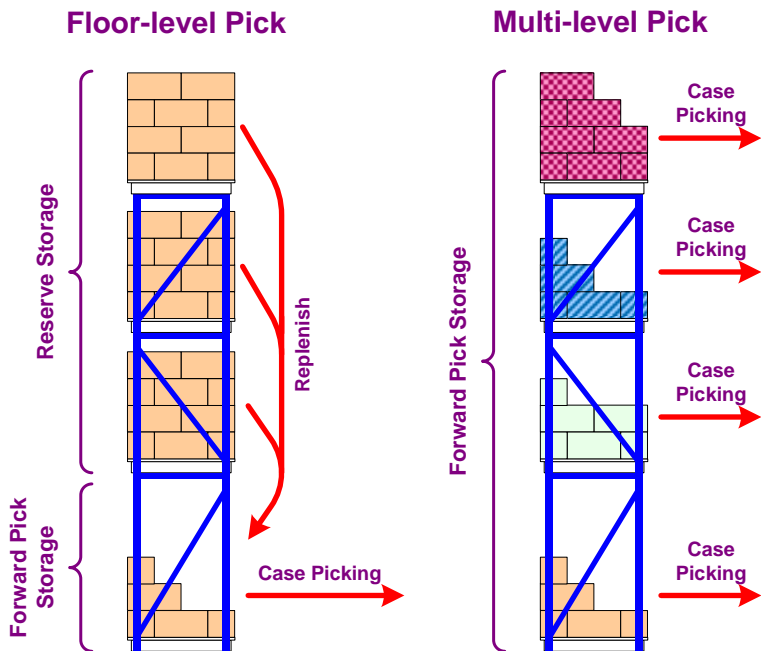 Floor-level Pick
Reserve Storage
Replenish
Forward Pick
Storage
Case Picking
Multi-level Pick
Forward Pick Storage
Case
Picking
Case
Picking
Case
Picking
Case
Picking